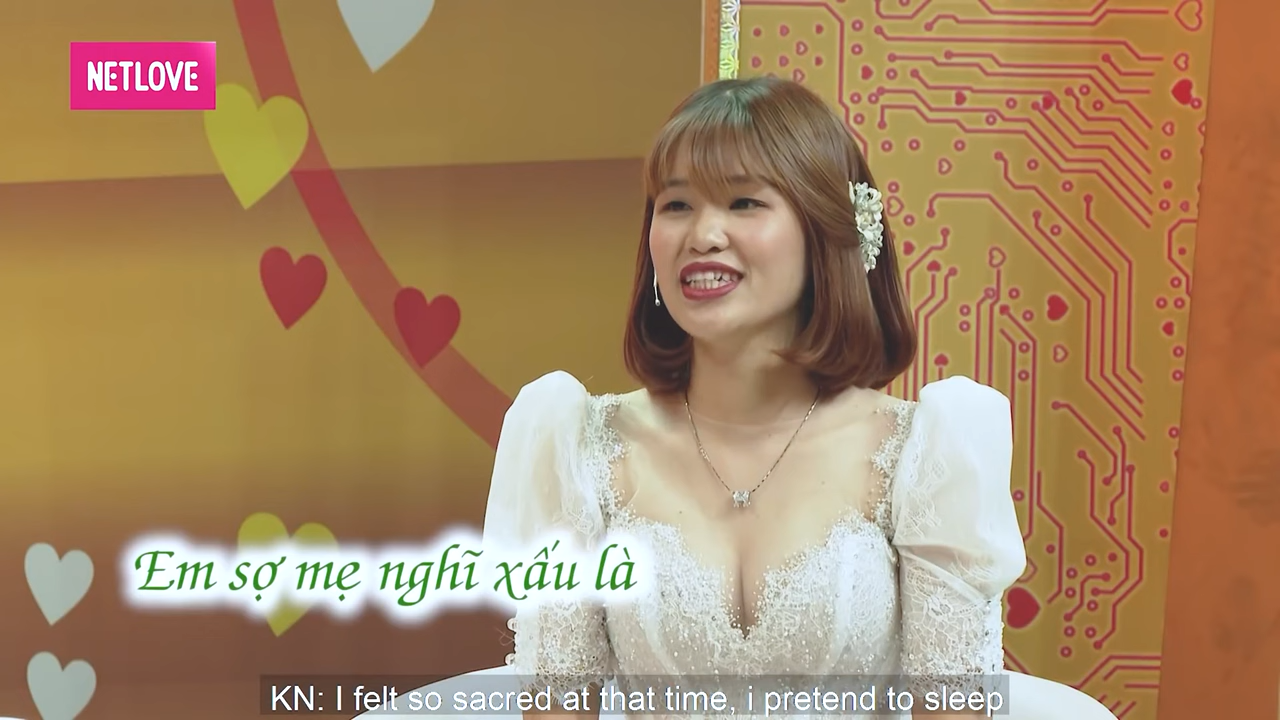 NETLOVE
Em sợ mẹ nghĩ xấu là
KN: I felt so sacred at that time, i pretend to sleep